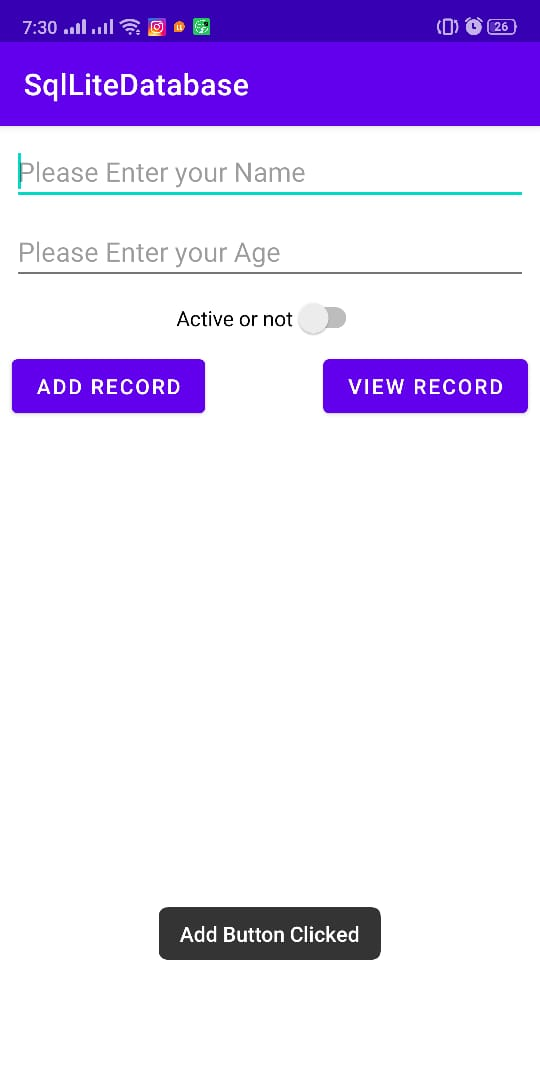 7:30 26
SqlLiteDatabase
Please Enter your Name
Please Enter your Age
Active or not
ADD RECORD VIEW RECORD
Add Button Clicked